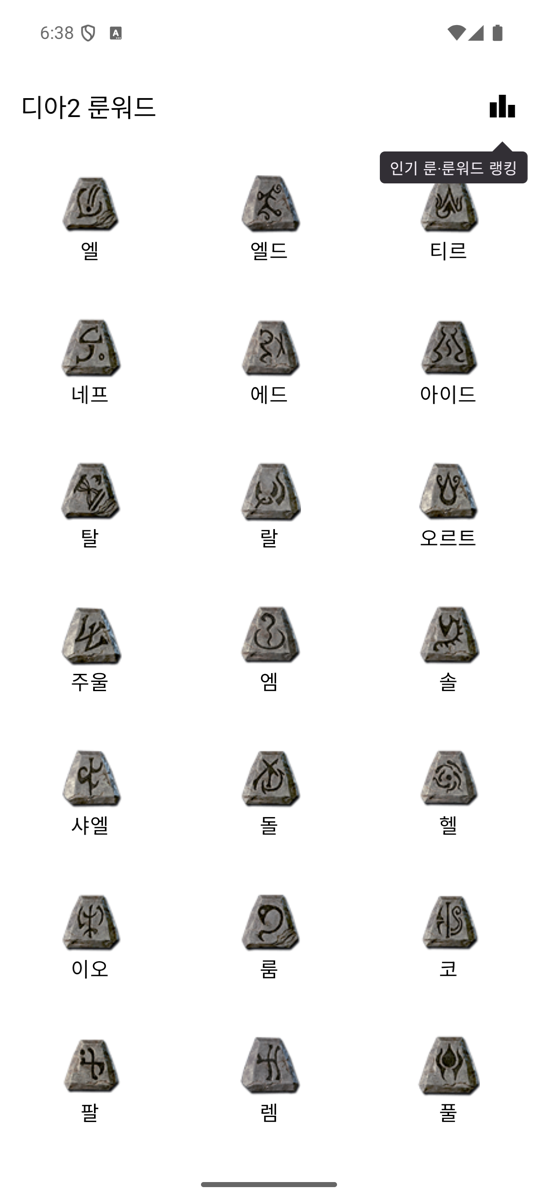 6:38
디아2 룬워드
인기 룬·룬워드 랭킹
엘
엘드
티르
네프
에드
아이드
탈
랄
오르트
주울
엠
솔
샤엘
돌
헬
이오
룸
코
팔
렘
풀